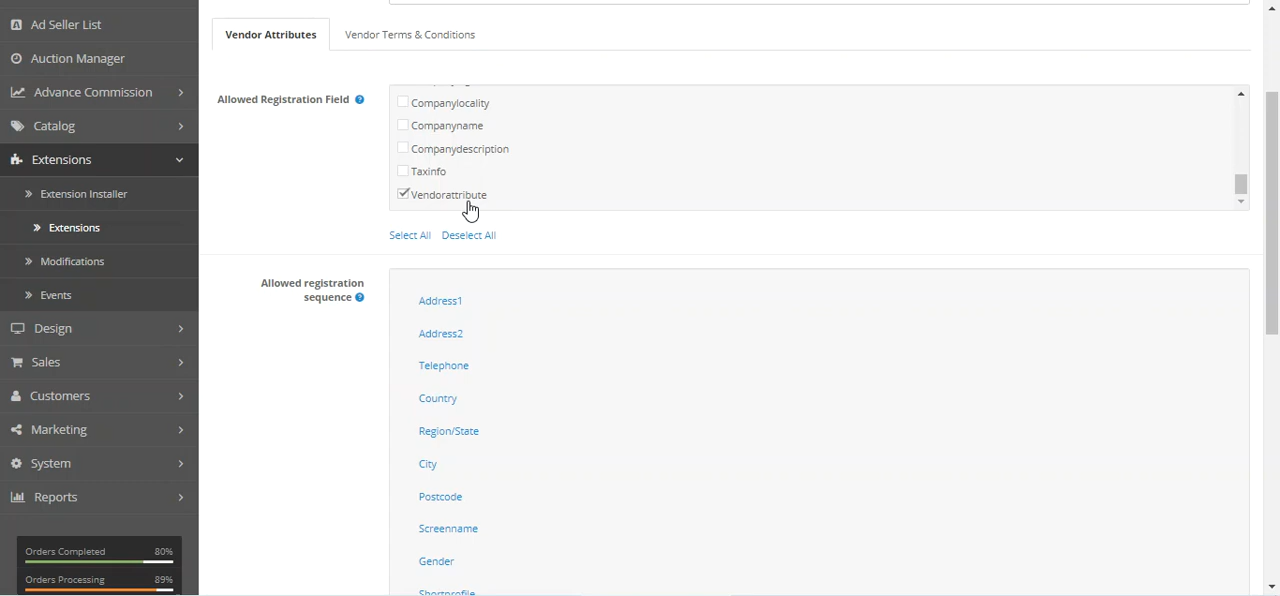 Ad Seller List
Auction Manager
Advance Commission
Catalog
Extensions
Extension Installer
Extensions
Modifications
Events
Design
Sales
Customers
Marketing
System
Reports
Orders Completed 80%
Orders Processing 89%
Vendor Attributes
Vendor Terms & Conditions
Allowed Registration Field
Companylocality
Companyname
Companydescription
Taxinfo
Vendorattribute
Select All Deselect All
Allowed registration
sequence
Address1
Address2
Telephone
Country
Region/State
City
Postcode
Screenname
Gender
Shortprofile